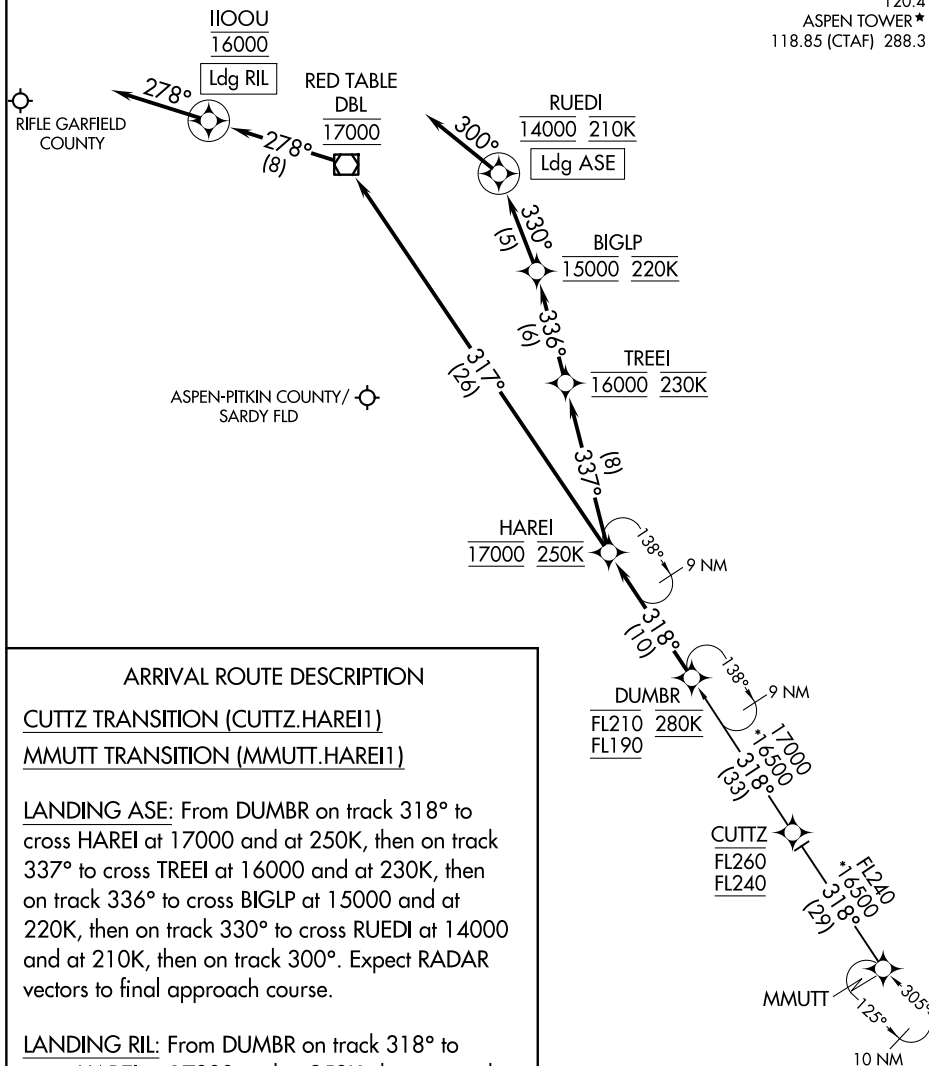 120.4
ASPEN TOWER★
118.85 (CTAF) 288.3
IIOOU
16000
Ldg RIL
278°
RIFLE GARFIELD
COUNTY
278°
(8)
RED TABLE
DBL
17000
300°
RUEDI
14000 210K
Ldg ASE
330°
(5)
BIGLP
15000 220K
336°
(6)
TREEI
16000 230K
317°
(26)
ASPEN-PITKIN COUNTY/
SARDY FLD
337°
(8)
HAREI
17000 250K
138°
9 NM
318°
(10)
138°
9 NM
DUMBR
FL210 280K
FL190
17000
*16500
318°
(33)
CUTTZ
FL260
FL240
FL240
*16500
318°
(29)
MMUTT
305°
125°
10 NM
ARRIVAL ROUTE DESCRIPTION
CUTTZ TRANSITION (CUTTZ.HAREI1)
MMUTT TRANSITION (MMUTT.HAREI1)
LANDING ASE: From DUMBR on track 318° to
cross HAREI at 17000 and at 250K, then on track
337° to cross TREEI at 16000 and at 230K, then
on track 336° to cross BIGLP at 15000 and at
220K, then on track 330° to cross RUEDI at 14000
and at 210K, then on track 300°. Expect RADAR
vectors to final approach course.
LANDING RIL: From DUMBR on track 318° to